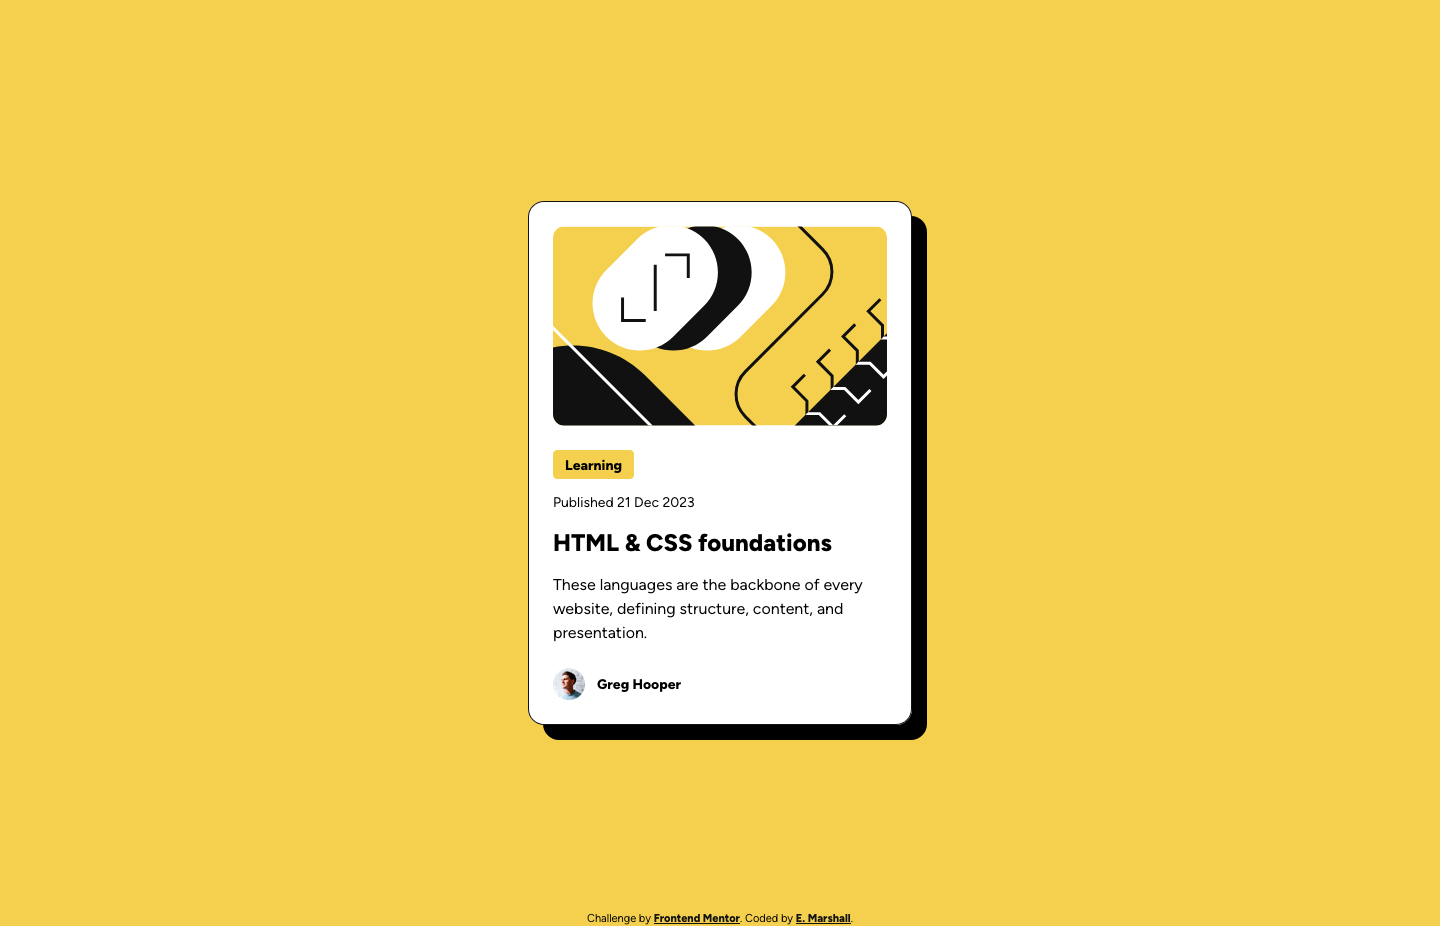 Learning
Published 21 Dec 2023
HTML & CSS foundations
These languages are the backbone of every
website, defining structure, content, and
presentation.
Greg Hooper
Challenge by Frontend Mentor. Coded by E. Marshall.